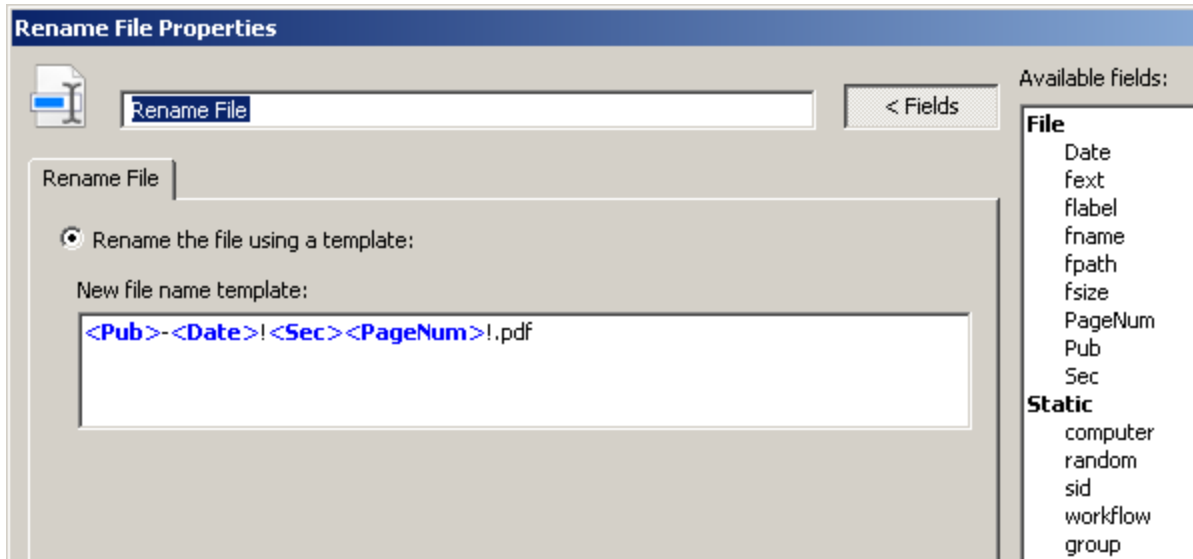 Rename File Properties
Rename File
< Fields
Available fields:
Rename File
Rename the file using a template:
New file name template:
<Pub>-<Date>!<Sec><PageNum>!.pdf
File
Date
fext
flabel
fname
fpath
fsize
PageNum
Pub
Sec
Static
computer
random
sid
workflow
group